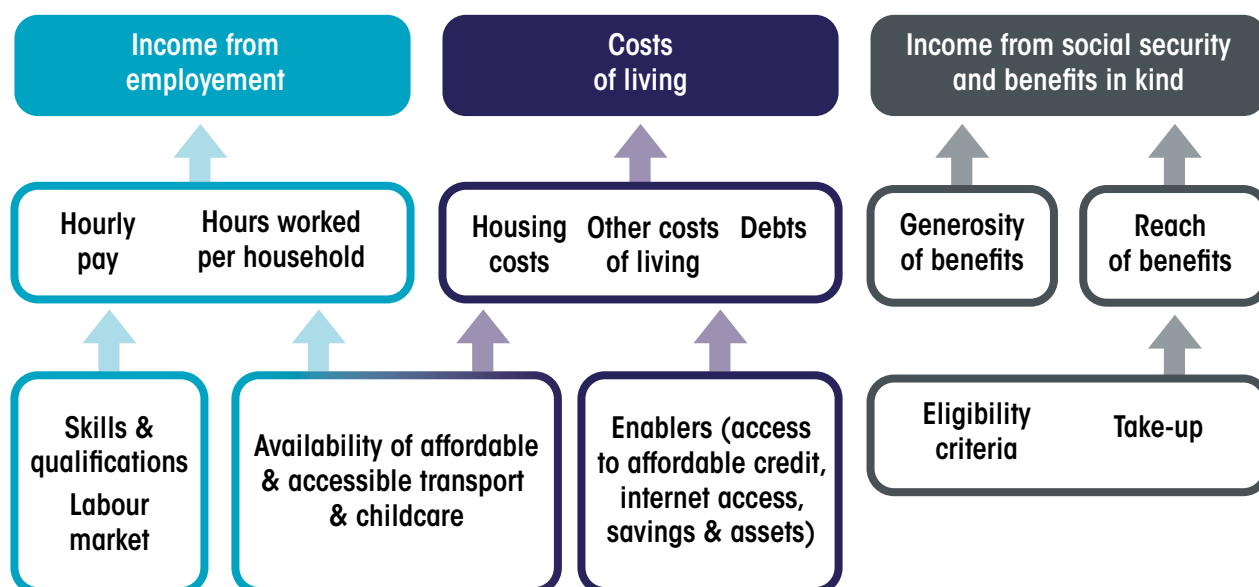 Income from
employement
Costs
of living
Income from social security
and benefits in kind
Hourly
pay
Hours worked
per household
Housing
costs
Other costs
of living
Debts
Generosity
of benefits
Reach
of benefits
Skills &
qualifications
Labour
market
Availability of affordable
& accessible transport
& childcare
Enablers (access
to affordable credit,
internet access,
savings & assets)
Eligibility
criteria
Take-up